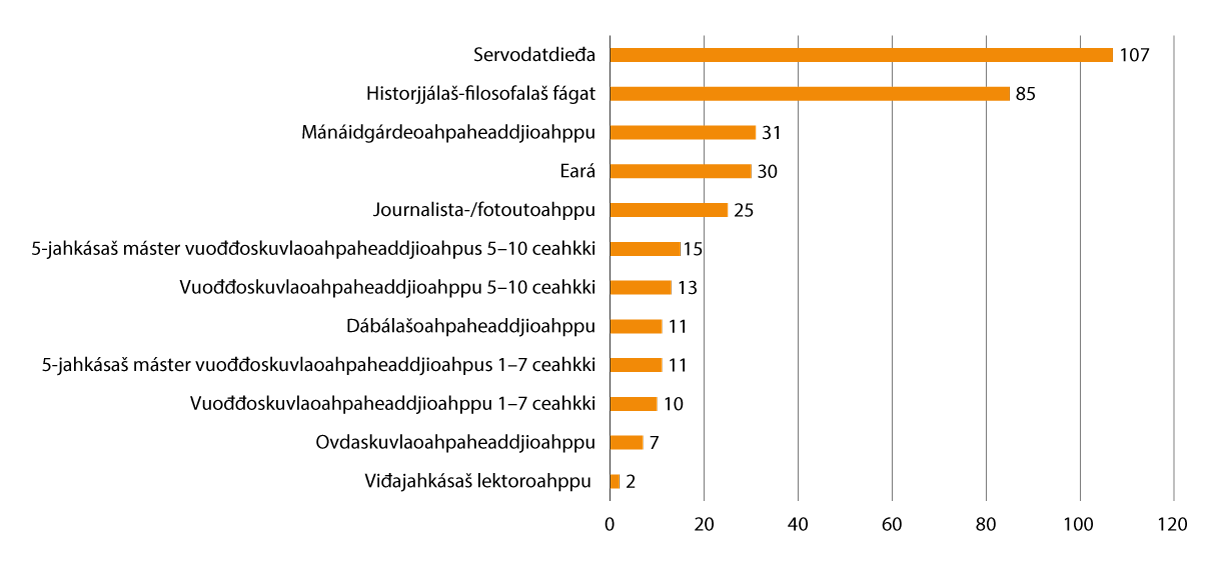 Servodatdieđa 107
Historjjálaš-filosofalaš fágat 85
Mánáidgárdeoahpaheaddjioahppu 31
Eará 30
Journalista-/fotoutoahppu 25
5-jahkásaš máster vuođđoskuvlaoahpaheaddjioahpus 5–10 ceahkki 15
Vuođđoskuvlaoahpaheaddjioahppu 5–10 ceahkki 13
Dábálašoahpaheaddjioahppu 11
5-jahkásaš máster vuođđoskuvlaoahpaheaddjioahpus 1–7 ceahkki 11
Vuođđoskuvlaoahpaheaddjioahppu 1–7 ceahkki 10
Ovdaskuvlaoahpaheaddjioahppu 7
Viđajahkásaš lektoroahppu 2
0 20 40 60 80 100 120